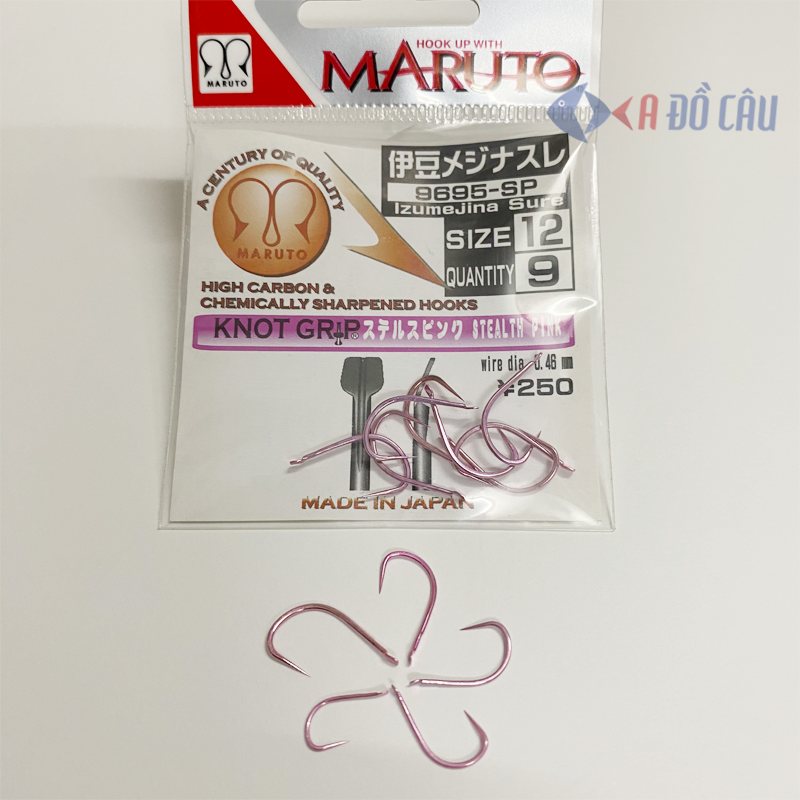 HOOK UP WITH
MARUTO
MARUTO
A ĐỒ CÂU
A CENTURY OF QUALITY
MARUTO
伊豆メジナスレ
9695-SP
Izumejina Sure
SIZE 12
QUANTITY 9
HIGH CARBON &
CHEMICALLY SHARPENED HOOKS
KNOT GRIP® ステルスピンク STEALTH PINK
wire dia 0.46 mm
¥250
MADE IN JAPAN